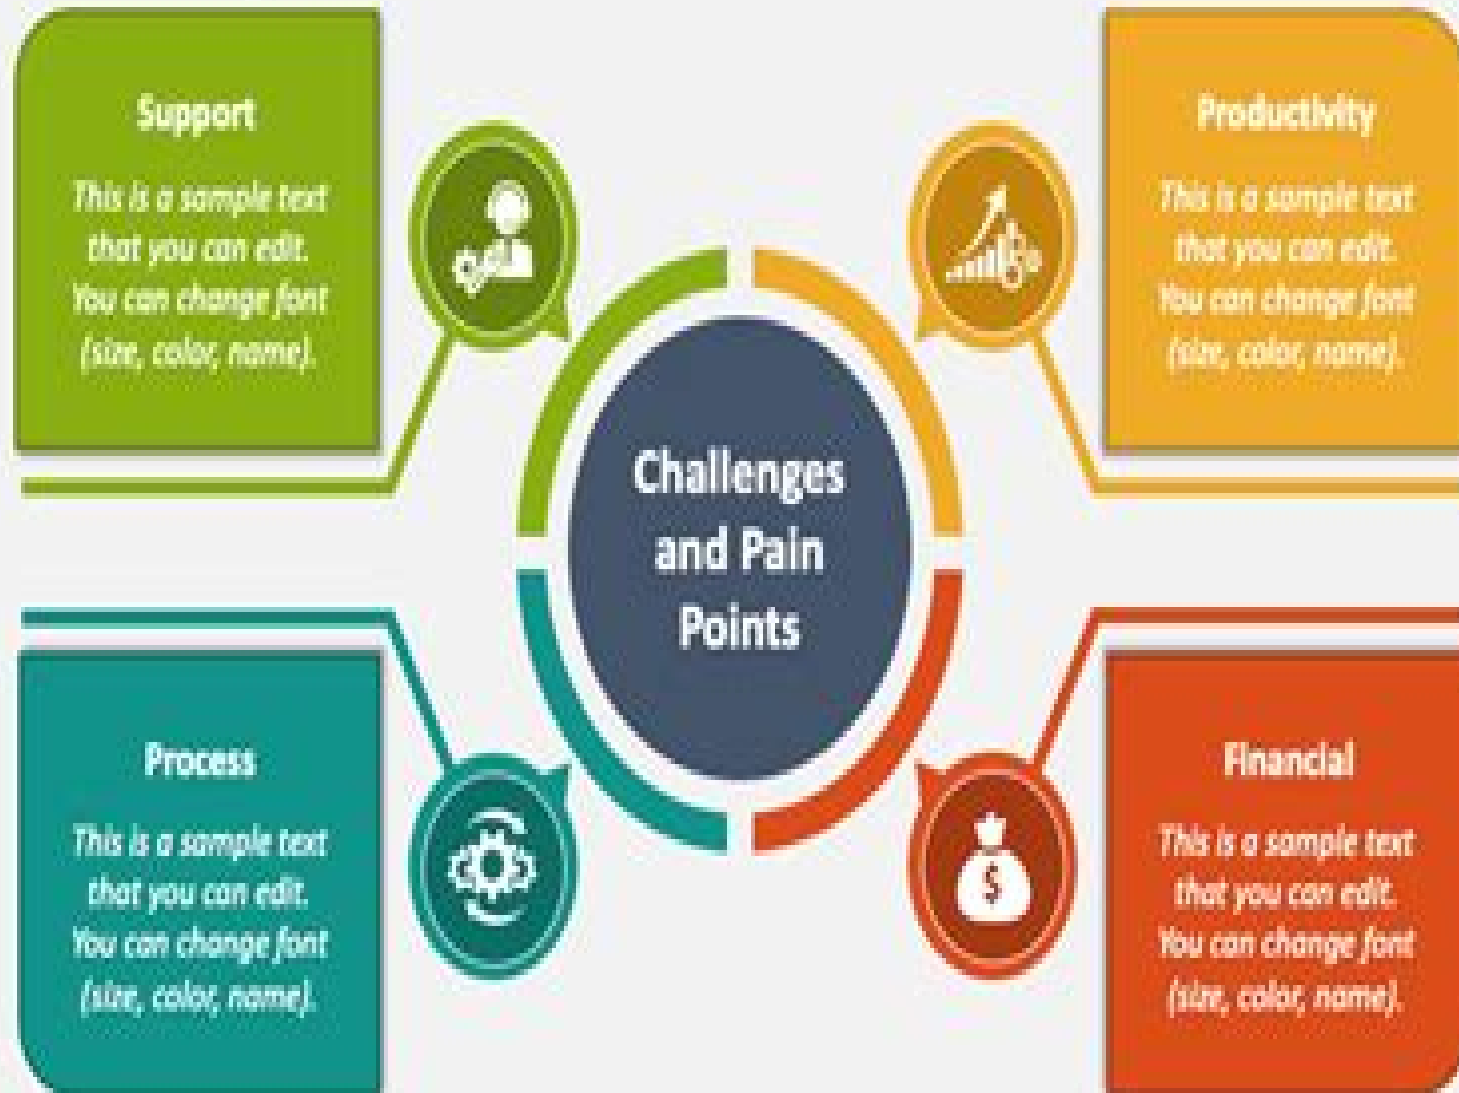 Support
This is a sample text
that you can edit.
You can change font
(size, color, name).
Productivity
This is a sample text
that you can edit.
You can change font
(size, color, name).
Challenges
and Pain
Points
Process
This is a sample text
that you can edit.
You can change font
(size, color, name).
$
Financial
This is a sample text
that you can edit.
You can change font
(size, color, name).